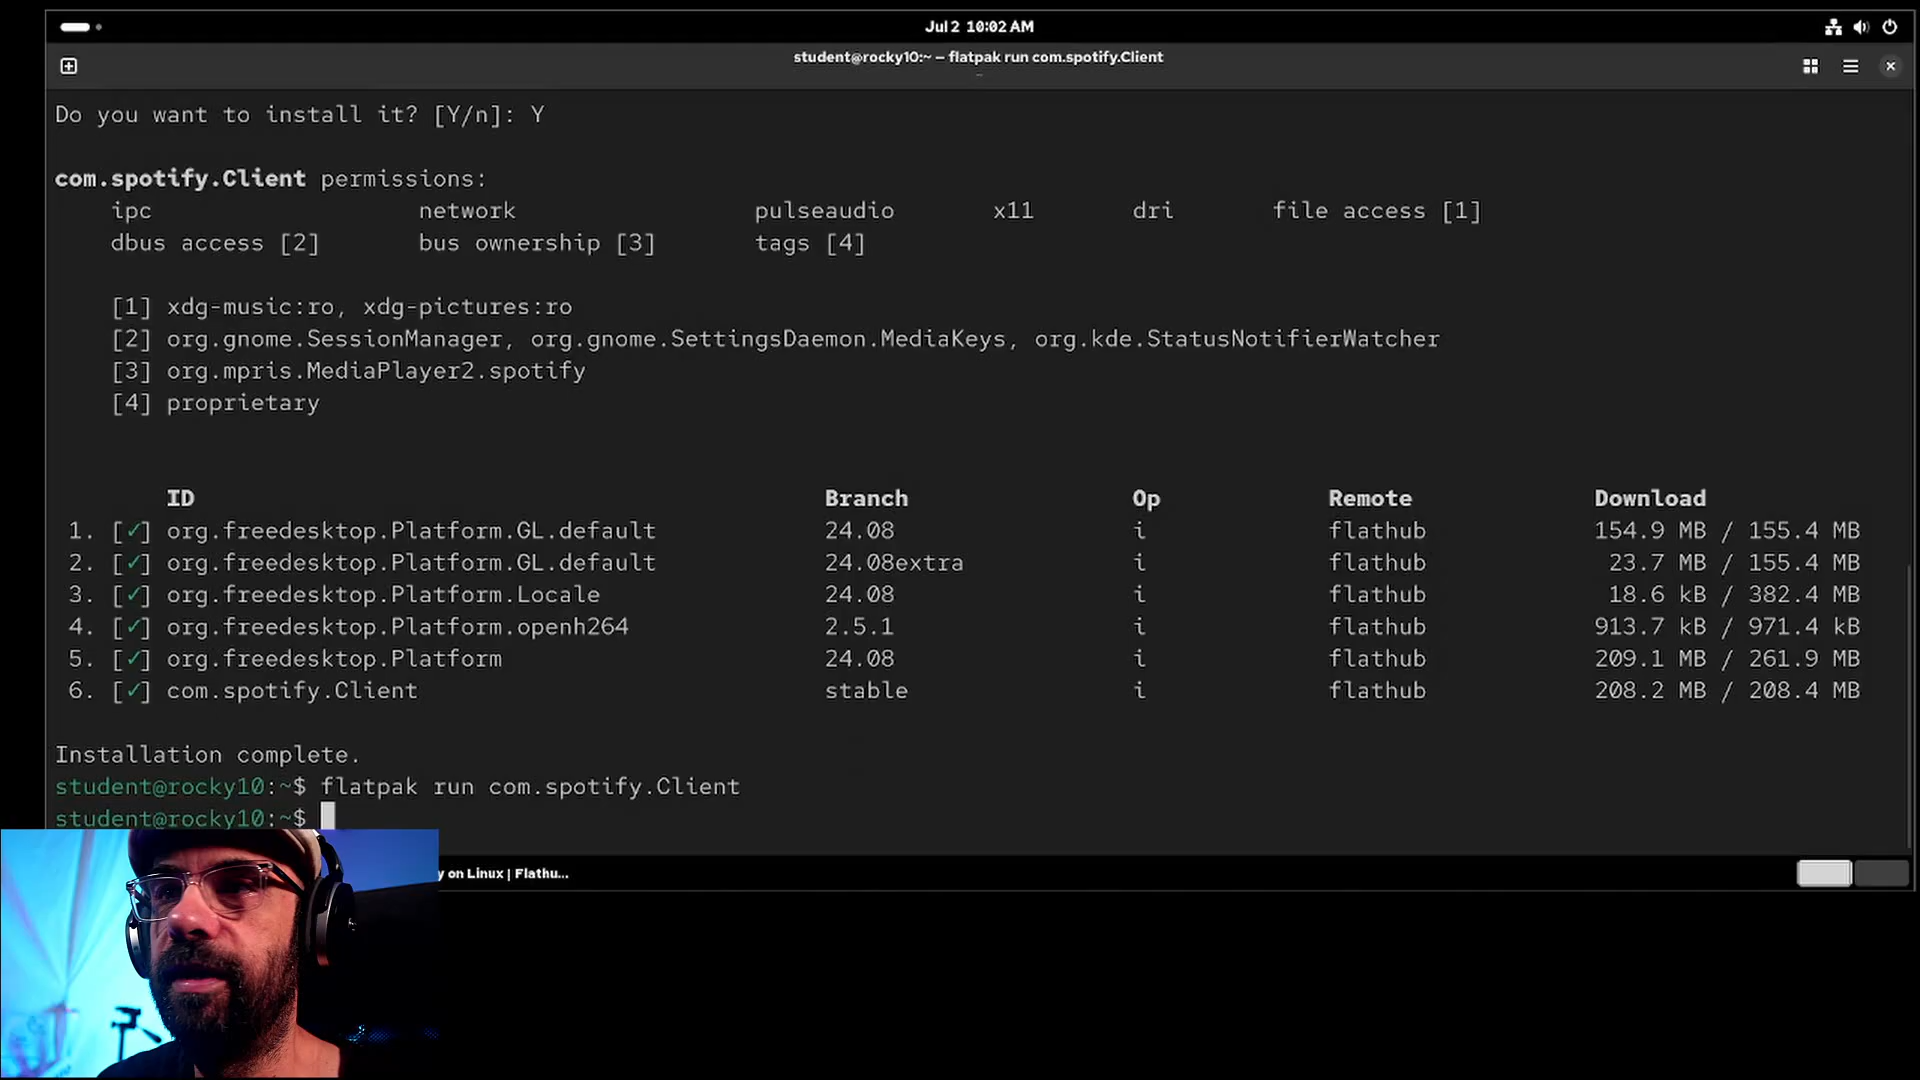 Jul 2 10:02 AM
student@rocky10:~ — flatpak run com.spotify.Client
Do you want to install it? [Y/n]: Y
com.spotify.Client permissions:
ipc network pulseaudio x11 dri file access [1]
dbus access [2] bus ownership [3] tags [4]
[1] xdg-music:ro, xdg-pictures:ro
[2] org.gnome.SessionManager, org.gnome.SettingsDaemon.MediaKeys, org.kde.StatusNotifierWatcher
[3] org.mpris.MediaPlayer2.spotify
[4] proprietary
ID Branch Op Remote Download
1. [✓] org.freedesktop.Platform.GL.default 24.08 i flathub 154.9 MB / 155.4 MB
2. [✓] org.freedesktop.Platform.GL.default 24.08extra i flathub 23.7 MB / 155.4 MB
3. [✓] org.freedesktop.Platform.Locale 24.08 i flathub 18.6 kB / 382.4 MB
4. [✓] org.freedesktop.Platform.openh264 2.5.1 i flathub 913.7 kB / 971.4 kB
5. [✓] org.freedesktop.Platform 24.08 i flathub 209.1 MB / 261.9 MB
6. [✓] com.spotify.Client stable i flathub 208.2 MB / 208.4 MB
Installation complete.
student@rocky10:~$ flatpak run com.spotify.Client
student@rocky10:~$
y on Linux | Flathu...